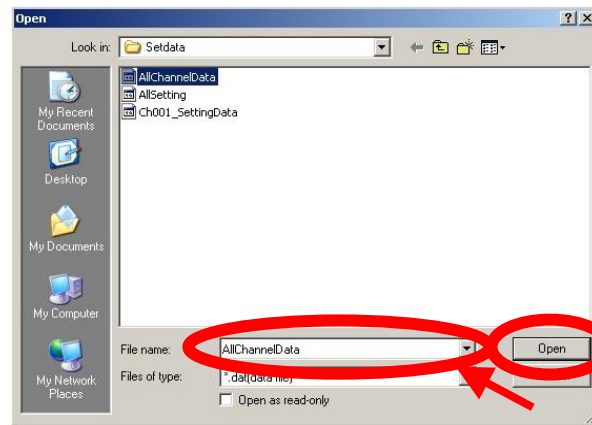 Open
Look in:
Setdata
AllChannelData
AllSetting
Ch001_SettingData
My Recent
Documents
Desktop
My Documents
My Computer
My Network
Places
File name:
AllChannelData
Open
Files of type:
*.dat(data file)
Open as read-only